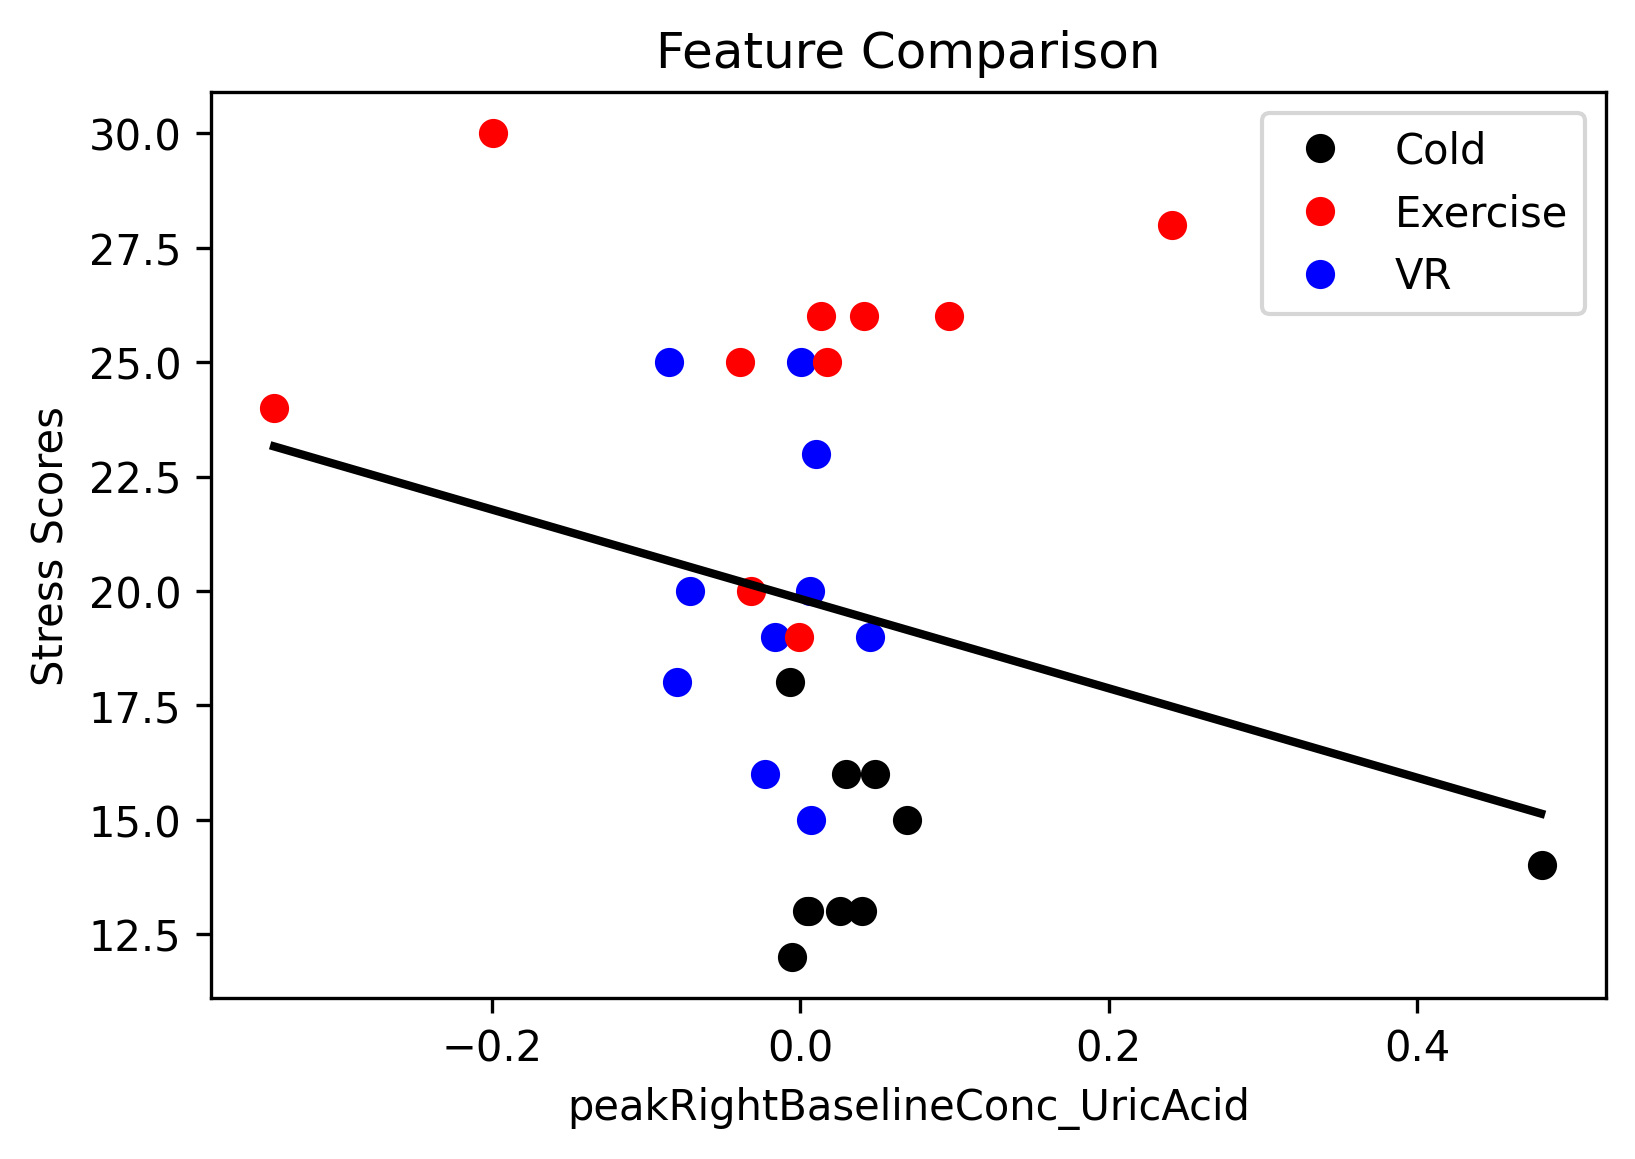 Feature Comparison
30.0
27.5
25.0
22.5
20.0
17.5
15.0
12.5
Stress Scores
Cold
Exercise
VR
−0.2
0.0
0.2
0.4
peakRightBaselineConc_UricAcid